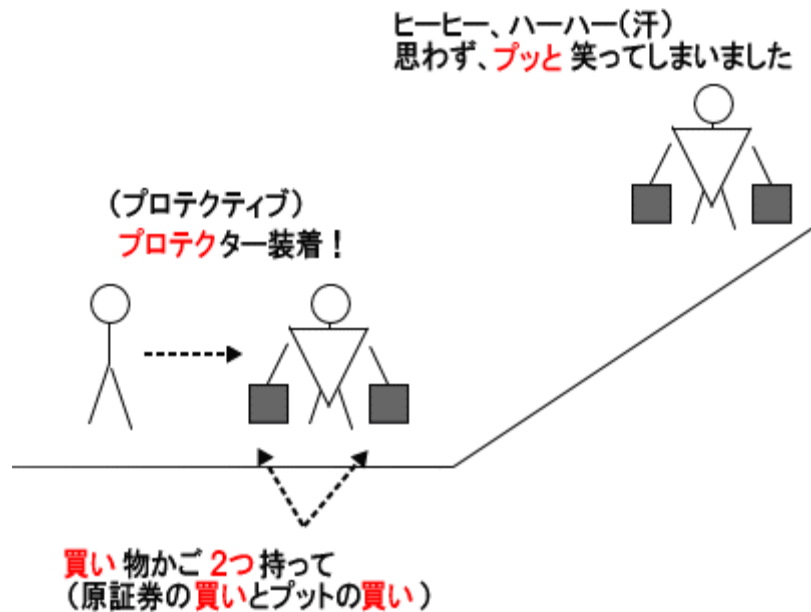 ヒーヒー、ハーハー（汗）
思わず、プッと 笑ってしまいました
（プロテクティブ）
プロテクター装着！
買い 物かご 2つ 持って
（原証券の買いとプットの買い）